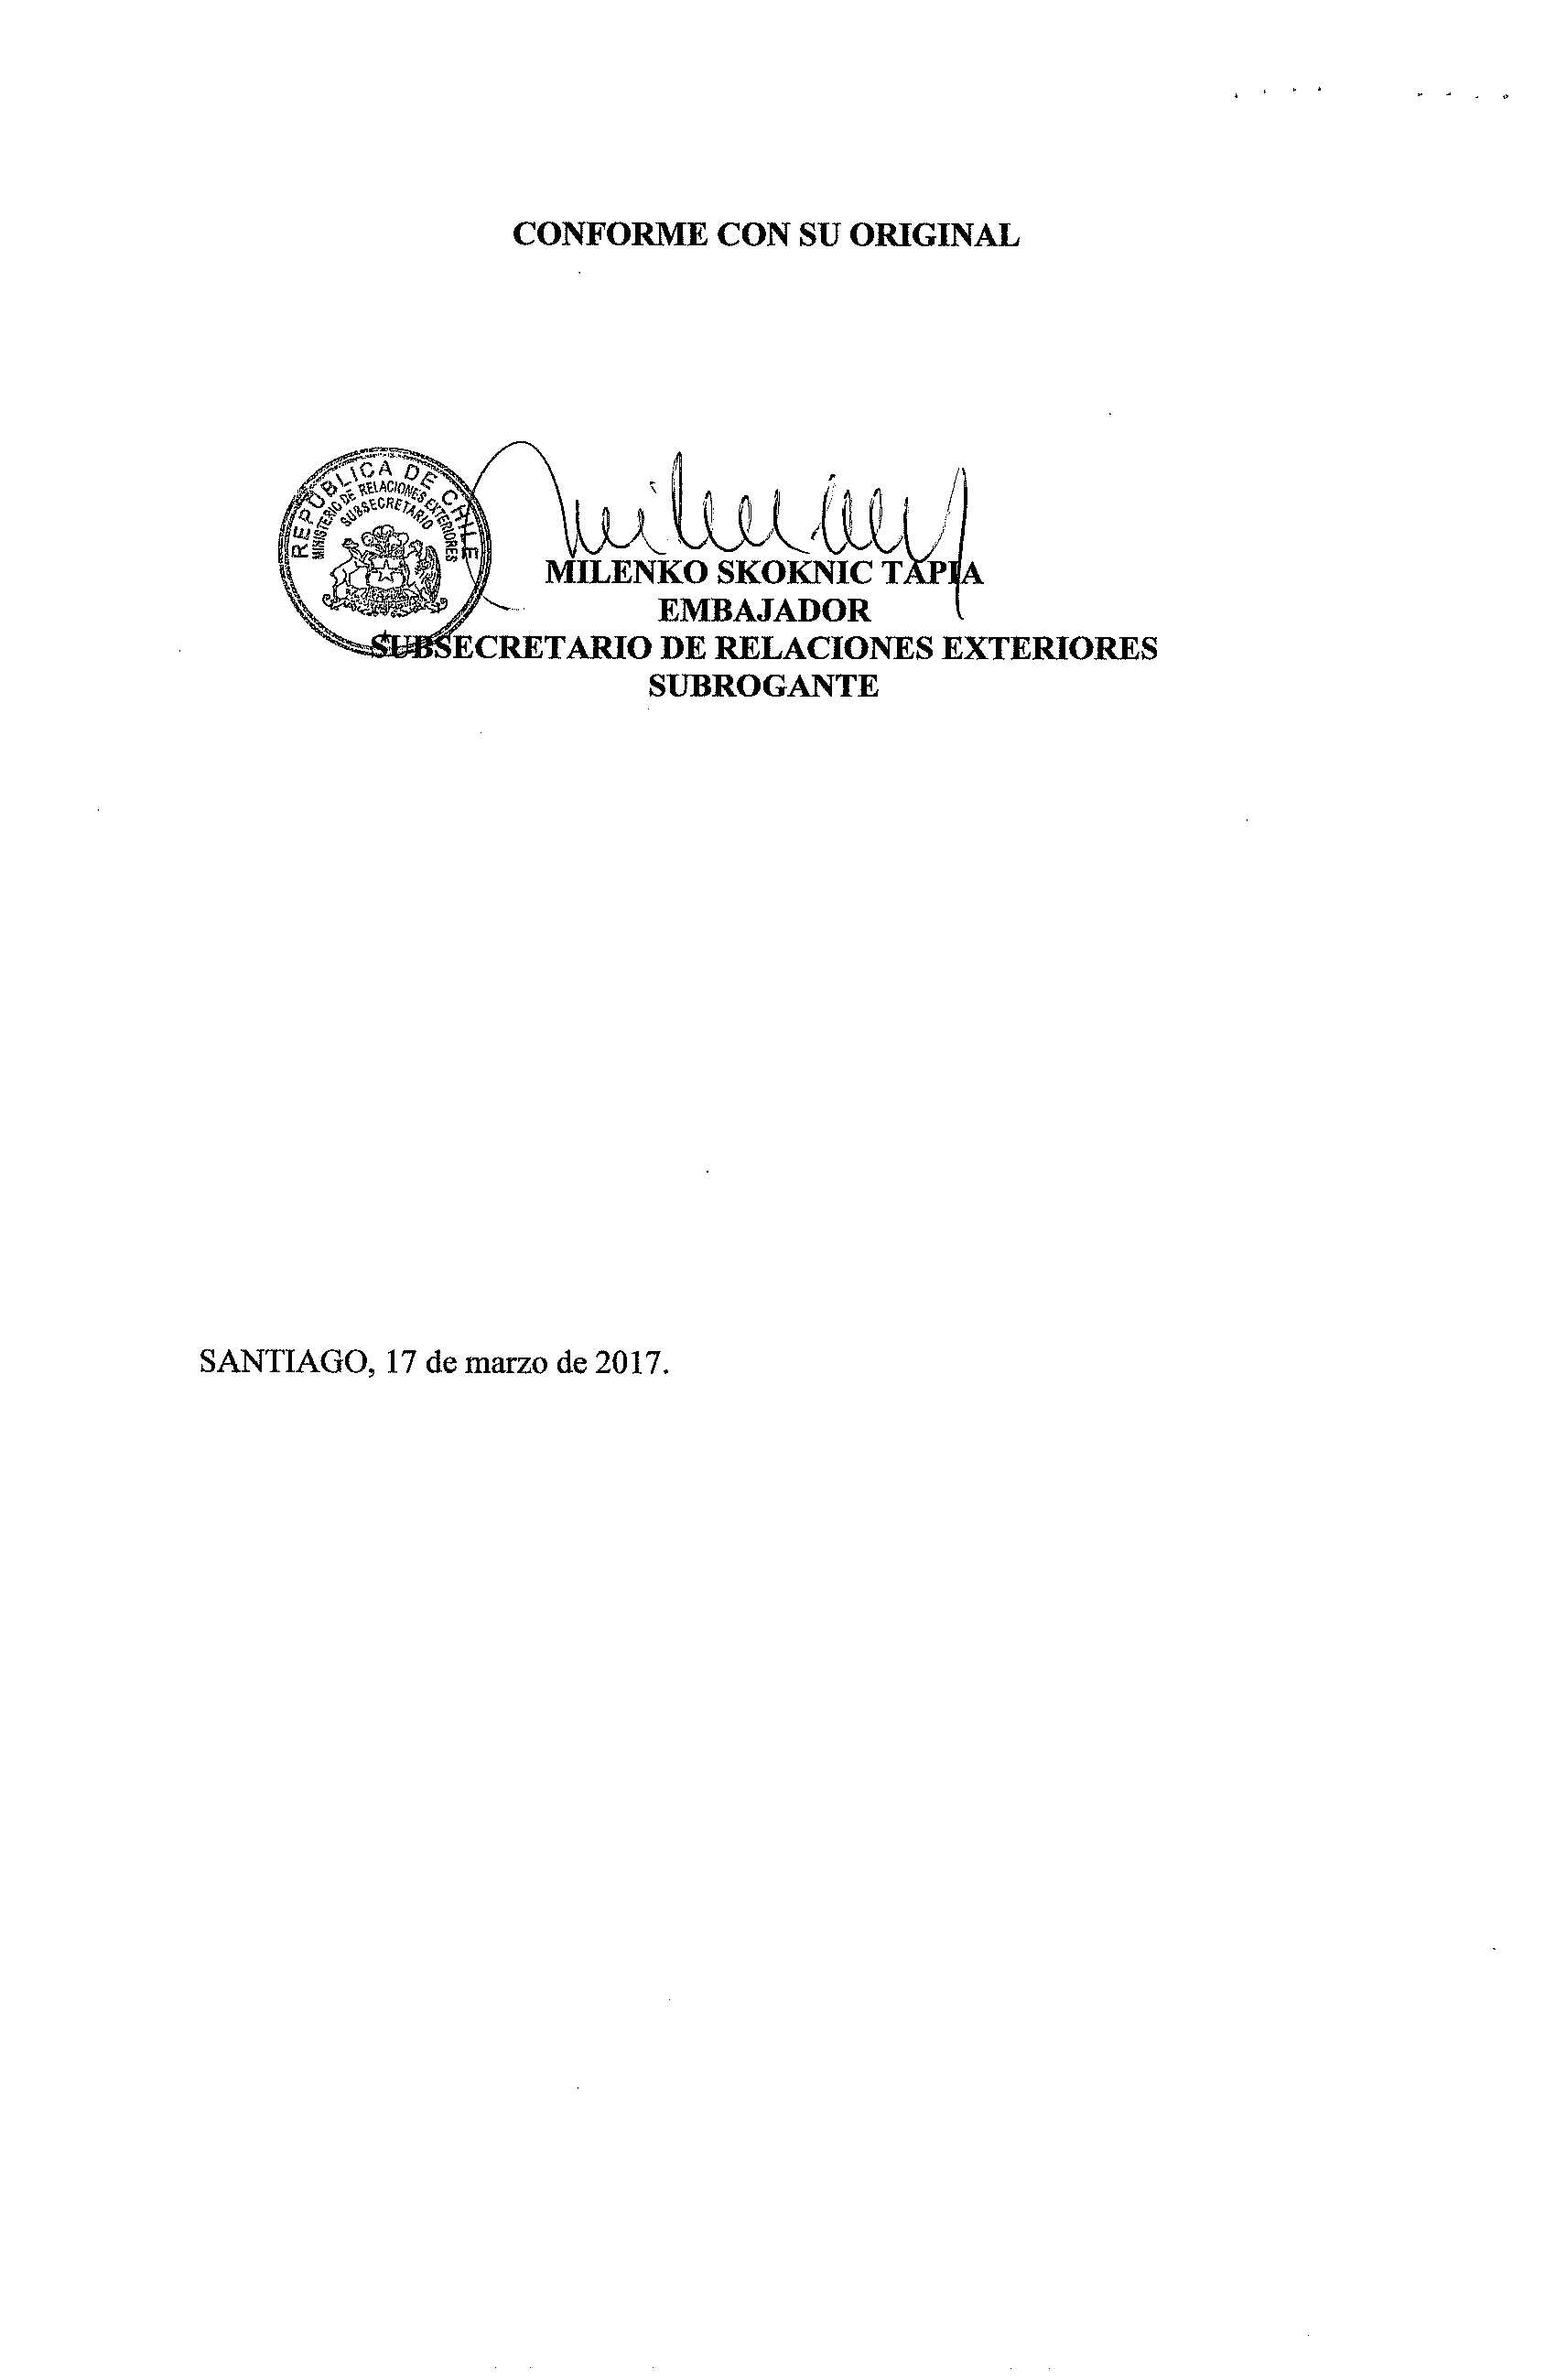 CONFORME CON SU ORIGINAL
REPÚBLICA DE CHILE
MINISTERIO DE RELACIONES EXTERIORES
SUBSECRETARIO
MILENKO SKOKNIC TAPIA
EMBAJADOR
SUBSECRETARIO DE RELACIONES EXTERIORES
SUBROGANTE
SANTIAGO, 17 de marzo de 2017.